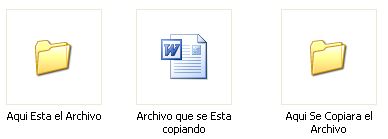 Aqui Esta el Archivo
Archivo que se Esta
copiando
Aqui Se Copiara el
Archivo